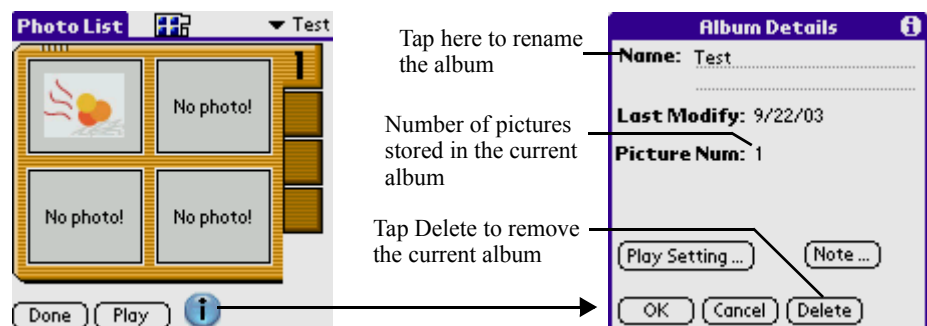 Photo List
Test
1
No photo!
No photo!
No photo!
Done
Play
i
Tap here to rename
the album
Number of pictures
stored in the current
album
Tap Delete to remove
the current album
Album Details
i
Name: Test
Last Modify: 9/22/03
Picture Num: 1
Play Setting ...
Note ...
OK
Cancel
Delete